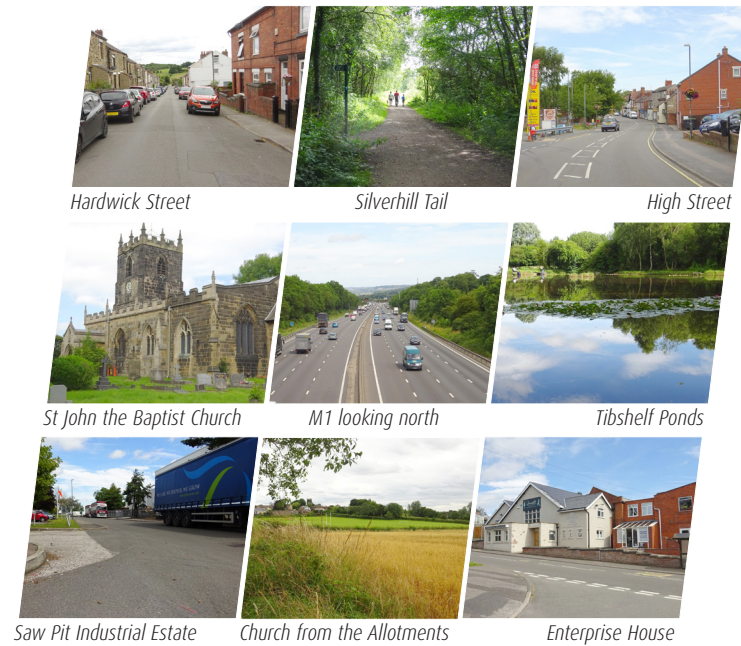 Hardwick Street
Silverhill Tail
High Street
St John the Baptist Church
M1 looking north
Tibshelf Ponds
Saw Pit Industrial Estate
Church from the Allotments
Enterprise House